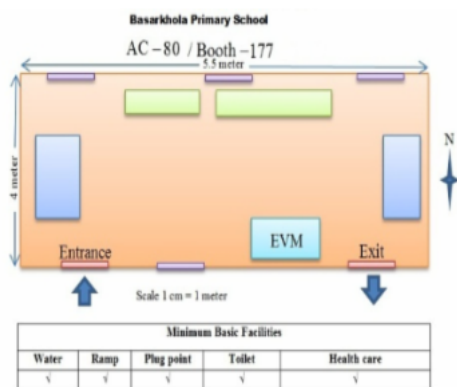 Basarkhola Primary School
AC – 80 / Booth –177
5.5 meter
4 meter
N
Entrance
EVM
Exit
Scale 1 cm = 1 meter
Minimum Basic Facilities
Water Ramp Plug point Toilet Health care
√ √ √ √ √